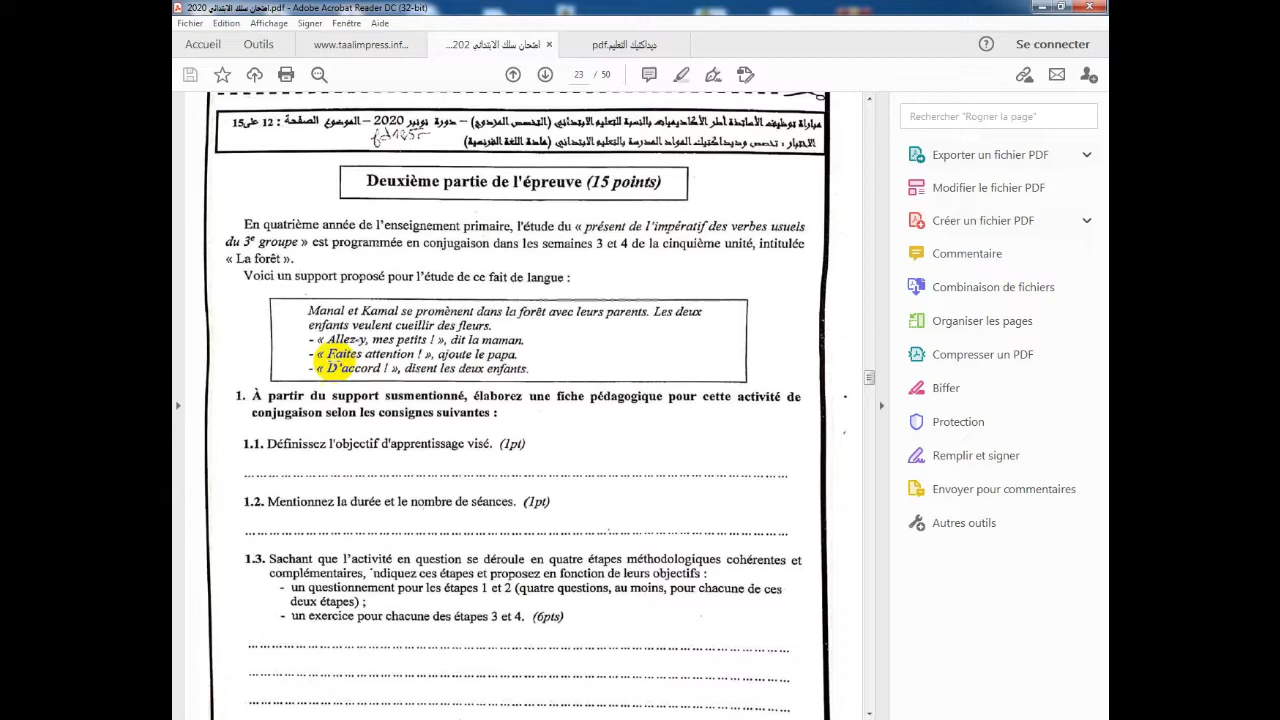 امتحان سلك الابتدائي 2020.pdf - Adobe Acrobat Reader DC (32-bit)
Fichier Edition Affichage Signer Fenêtre Aide
Accueil Outils www.taalimpress.inf... امتحان سلك الابتدائي 202... × ديداكتيك التعليم.pdf Se connecter
23 / 50
مباراة توظيف الأساتذة أطر الأكاديميات بالنسبة للتعليم الابتدائي (التخصص المزدوج) – دورة نونبر 2020 – الموضوع الصفحة : 12 على 15
الاختبار : تخصص وديداكتيك المواد المدرسة بالتعليم الابتدائي (مادة اللغة الفرنسية)
Deuxième partie de l'épreuve (15 points)
En quatrième année de l'enseignement primaire, l'étude du « présent de l'impératif des verbes usuels
du 3e groupe » est programmée en conjugaison dans les semaines 3 et 4 de la cinquième unité, intitulée
« La forêt ».
Voici un support proposé pour l'étude de ce fait de langue :
Manal et Kamal se promènent dans la forêt avec leurs parents. Les deux
enfants veulent cueillir des fleurs.
- « Allez-y, mes petits ! », dit la maman.
- « Faites attention ! », ajoute le papa.
- « D'accord ! », disent les deux enfants.
1. À partir du support susmentionné, élaborez une fiche pédagogique pour cette activité de
conjugaison selon les consignes suivantes :
1.1. Définissez l'objectif d'apprentissage visé. (1pt)
1.2. Mentionnez la durée et le nombre de séances. (1pt)
1.3. Sachant que l'activité en question se déroule en quatre étapes méthodologiques cohérentes et
complémentaires, indiquez ces étapes et proposez en fonction de leurs objectifs :
- un questionnement pour les étapes 1 et 2 (quatre questions, au moins, pour chacune de ces
deux étapes) ;
- un exercice pour chacune des étapes 3 et 4. (6pts)
Rechercher "Rogner la page"
Exporter un fichier PDF
Modifier le fichier PDF
Créer un fichier PDF
Commentaire
Combinaison de fichiers
Organiser les pages
Compresser un PDF
Biffer
Protection
Remplir et signer
Envoyer pour commentaires
Autres outils